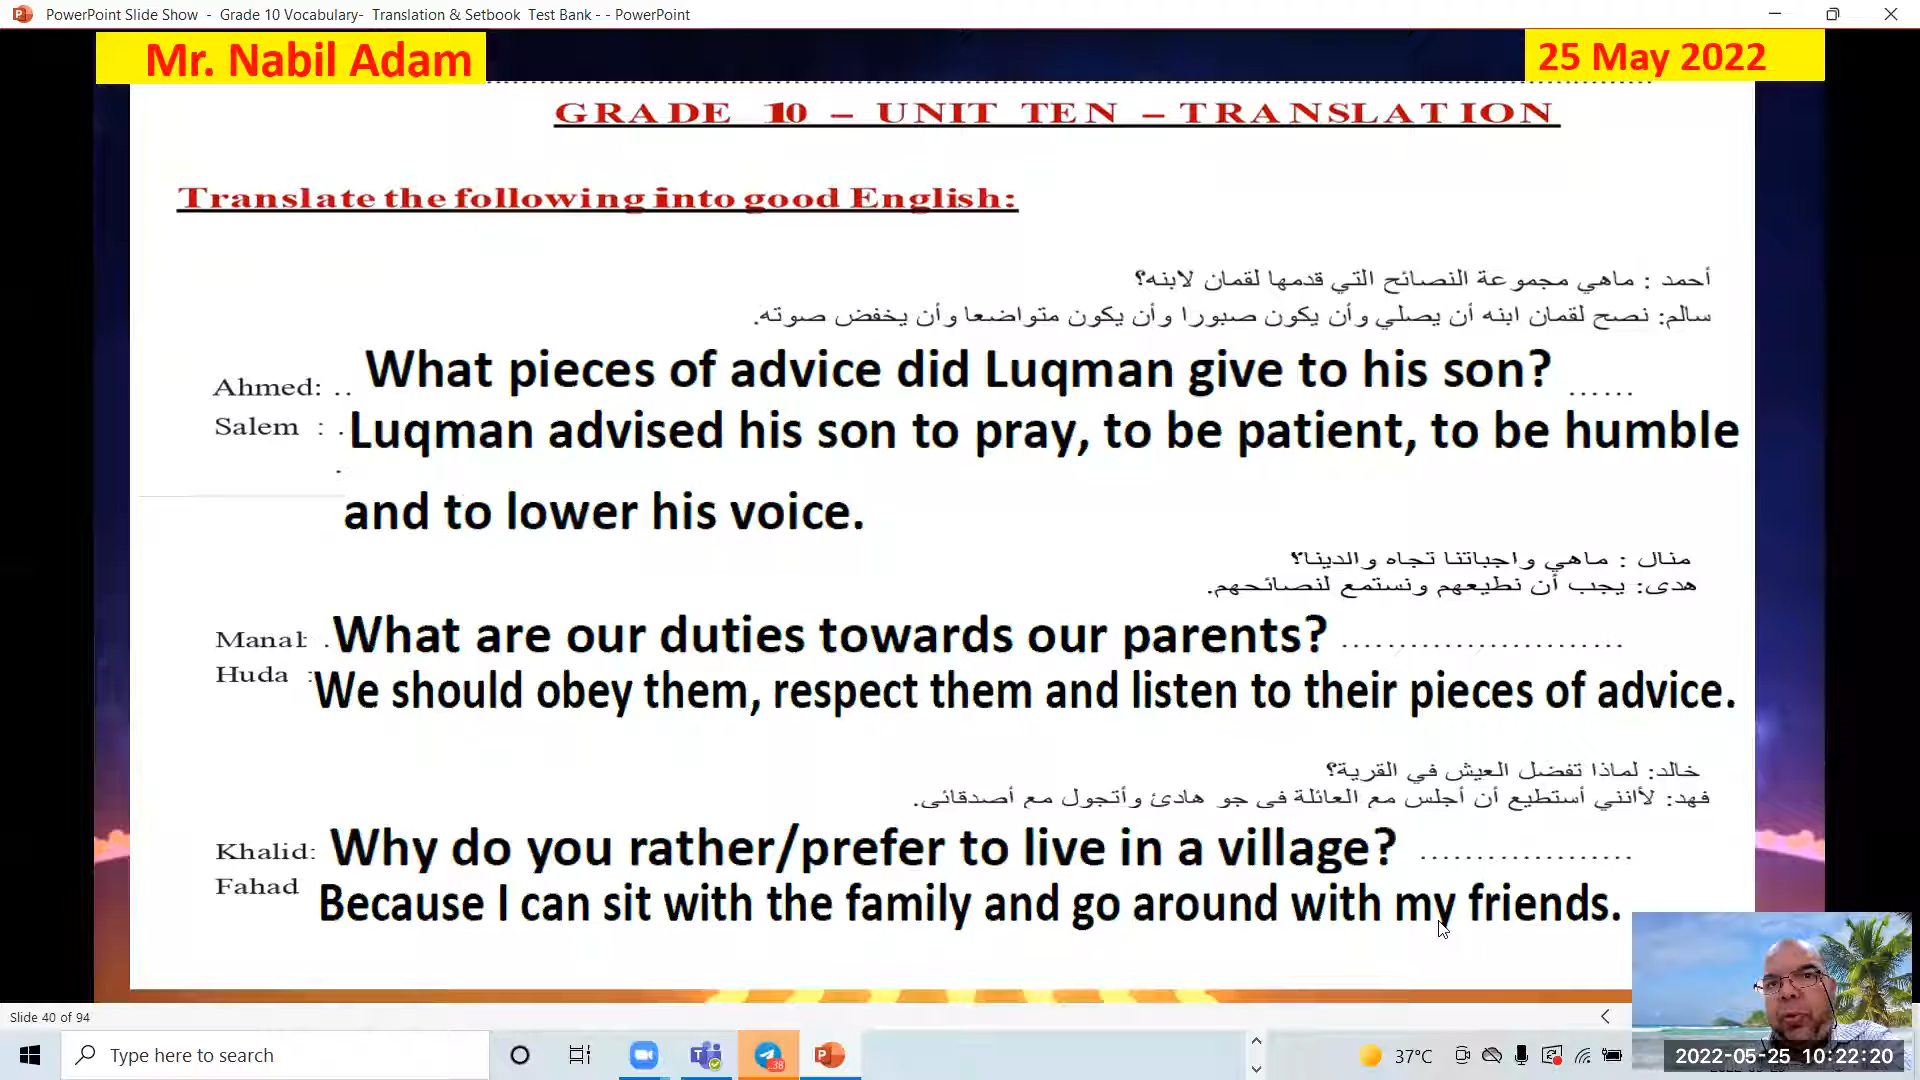 PowerPoint Slide Show - Grade 10 Vocabulary- Translation & Setbook Test Bank - - PowerPoint
Mr. Nabil Adam
25 May 2022
GRADE 10 – UNIT TEN – TRANSLATION
Translate the following into good English:
أحمد : ماهي مجموعة النصائح التي قدمها لقمان لابنه؟
سالم: نصح لقمان ابنه أن يصلي وأن يكون صبورا وأن يكون متواضعا وأن يخفض صوته.
Ahmed: .. What pieces of advice did Luqman give to his son? ......
Salem : .Luqman advised his son to pray, to be patient, to be humble
and to lower his voice.
منال : ماهي واجباتنا تجاه والدينا؟
هدى: يجب أن نطيعهم ونستمع لنصائحهم.
Manal: .What are our duties towards our parents? ........................
Huda :We should obey them, respect them and listen to their pieces of advice.
خالد: لماذا تفضل العيش في القرية؟
فهد: لأانني أستطيع أن أجلس مع العائلة في جو هادئ وأتجول مع أصدقائي.
Khalid: Why do you rather/prefer to live in a village? ..................
Fahad Because I can sit with the family and go around with my friends.
Slide 40 of 94
Type here to search
38
37°C
2022-05-25 10:22:20